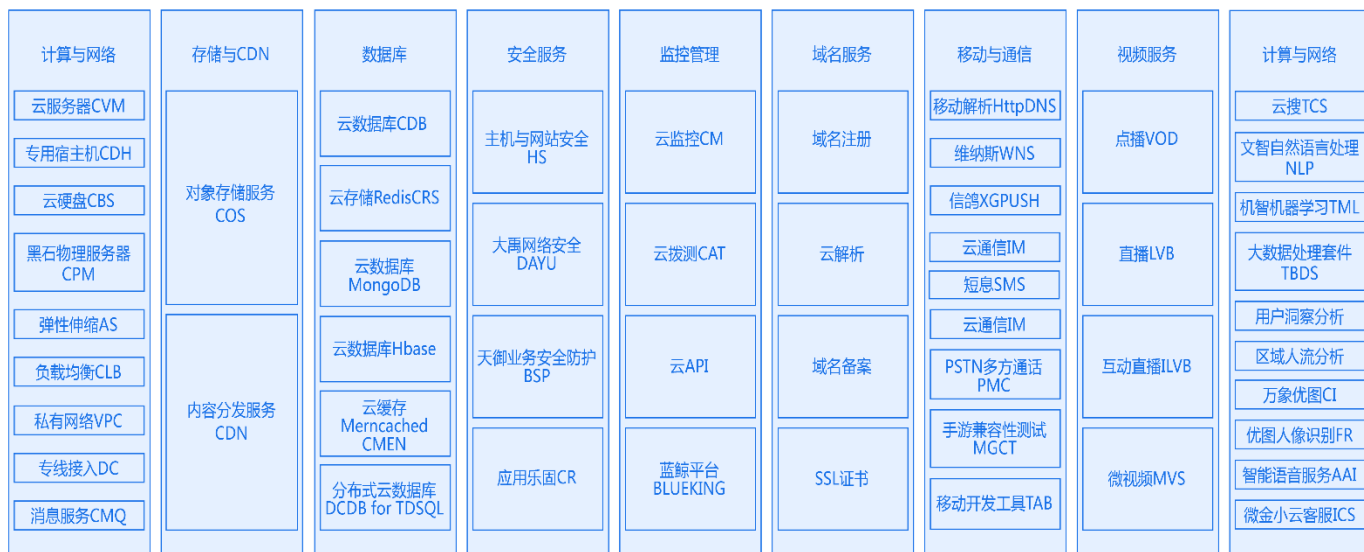 计算与网络
云服务器CVM
专用宿主机CDH
云硬盘CBS
黑石物理服务器
CPM
弹性伸缩AS
负载均衡CLB
私有网络VPC
专线接入DC
消息服务CMQ
存储与CDN
对象存储服务
COS
内容分发服务
CDN
数据库
云数据库CDB
云存储RedisCRS
云数据库
MongoDB
云数据库Hbase
云缓存
Merncached
CMEN
分布式云数据库
DCDB for TDSQL
安全服务
主机与网站安全
HS
大禹网络安全
DAYU
天御业务安全防护
BSP
应用乐固CR
监控管理
云监控CM
云拨测CAT
云API
蓝鲸平台
BLUEKING
域名服务
域名注册
云解析
域名备案
SSL证书
移动与通信
移动解析HttpDNS
维纳斯WNS
信鸽XGPUSH
云通信IM
短息SMS
云通信IM
PSTN多方通话
PMC
手游兼容性测试
MGCT
移动开发工具TAB
视频服务
点播VOD
直播LVB
互动直播ILVB
微视频MVS
计算与网络
云搜TCS
文智自然语言处理
NLP
机智机器学习TML
大数据处理套件
TBDS
用户洞察分析
区域人流分析
万象优图CI
优图人像识别FR
智能语音服务AAI
微金小云客服ICS